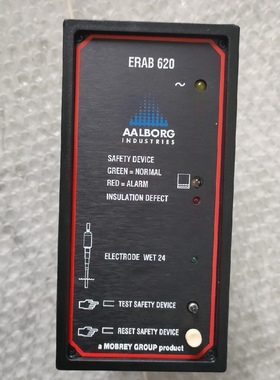 ERAB 620
~
AALBORG
INDUSTRIES
SAFETY DEVICE
GREEN = NORMAL
RED = ALARM
INSULATION DEFECT
ELECTRODE WET 24
TEST SAFETY DEVICE
RESET SAFETY DEVICE
a MOBREY GROUP product